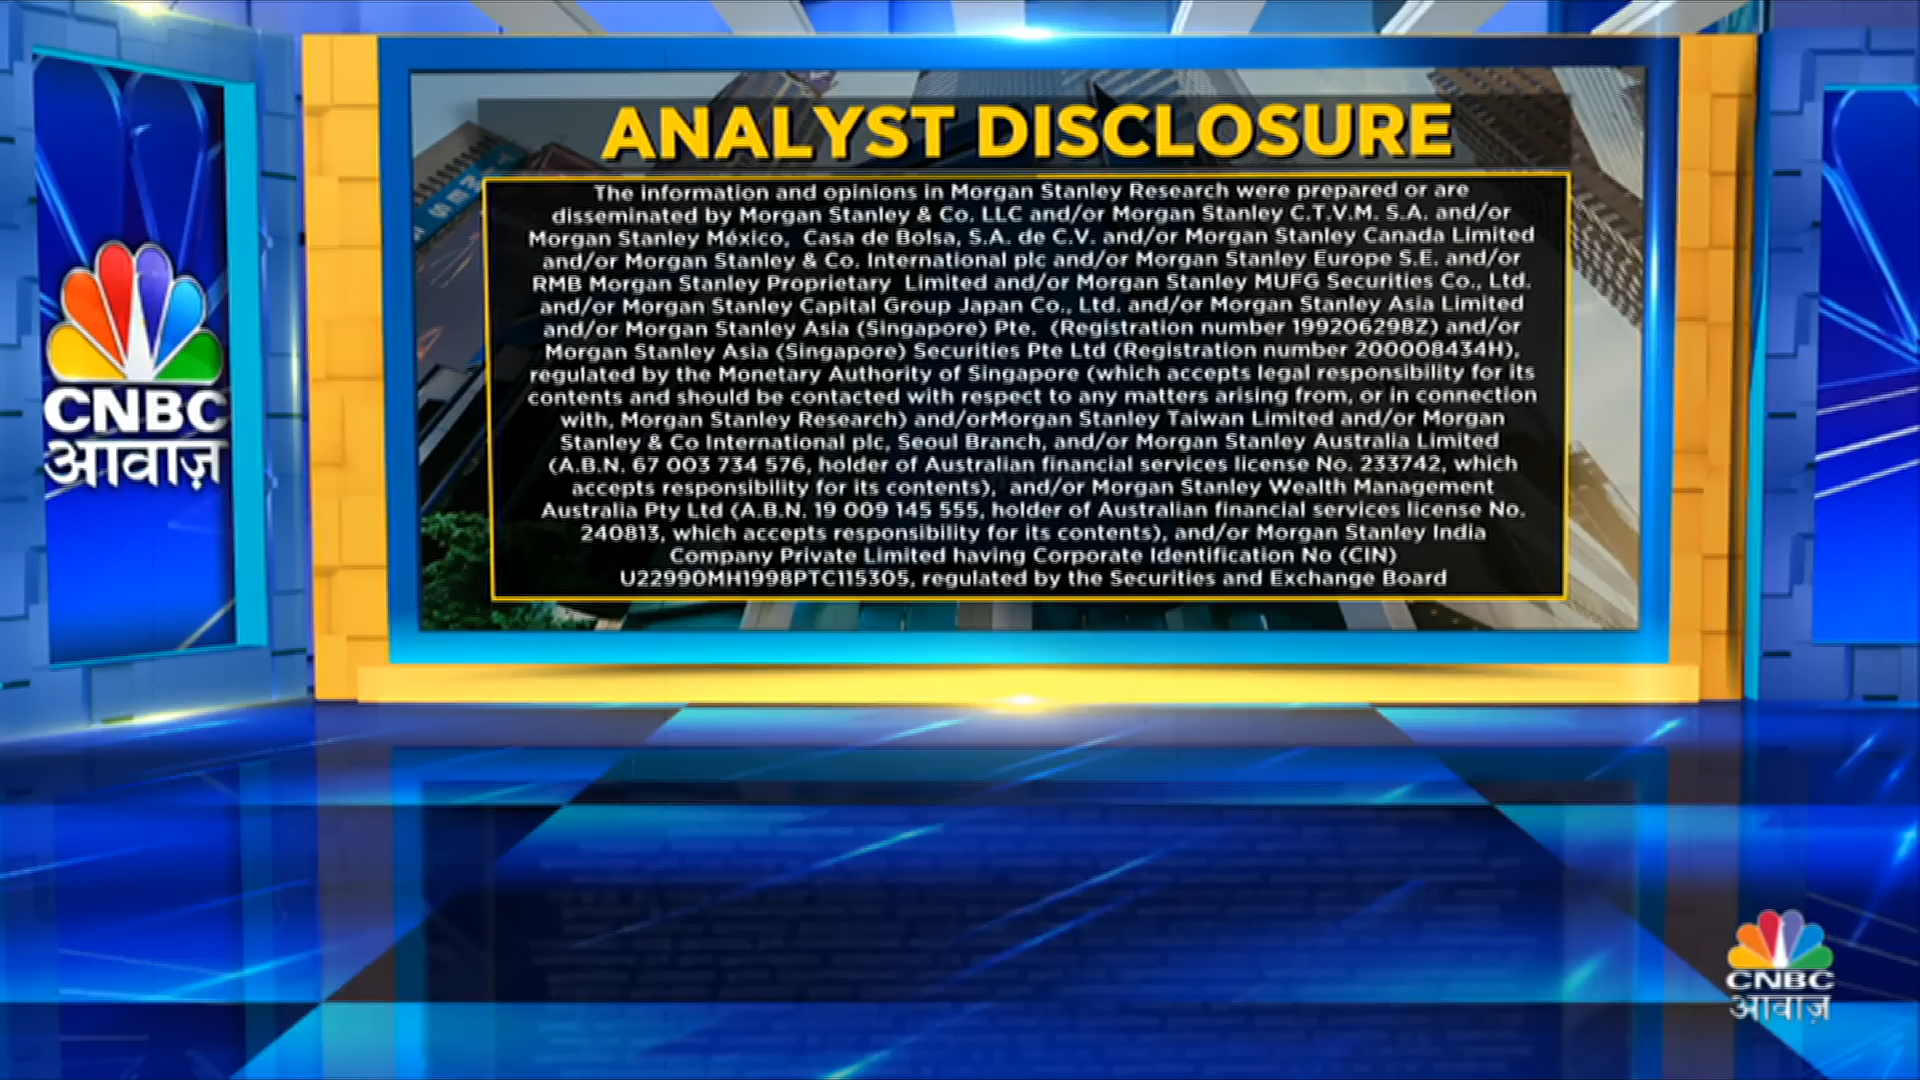 ANALYST DISCLOSURE
The information and opinions in Morgan Stanley Research were prepared or are
disseminated by Morgan Stanley & Co. LLC and/or Morgan Stanley C.T.V.M. S.A. and/or
Morgan Stanley México, Casa de Bolsa, S.A. de C.V. and/or Morgan Stanley Canada Limited
and/or Morgan Stanley & Co. International plc and/or Morgan Stanley Europe S.E. and/or
RMB Morgan Stanley Proprietary Limited and/or Morgan Stanley MUFG Securities Co., Ltd.
and/or Morgan Stanley Capital Group Japan Co., Ltd. and/or Morgan Stanley Asia Limited
and/or Morgan Stanley Asia (Singapore) Pte. (Registration number 199206298Z) and/or
Morgan Stanley Asia (Singapore) Securities Pte Ltd (Registration number 200008434H),
regulated by the Monetary Authority of Singapore (which accepts legal responsibility for its
contents and should be contacted with respect to any matters arising from, or in connection
with, Morgan Stanley Research) and/orMorgan Stanley Taiwan Limited and/or Morgan
Stanley & Co International plc, Seoul Branch, and/or Morgan Stanley Australia Limited
(A.B.N. 67 003 734 576, holder of Australian financial services license No. 233742, which
accepts responsibility for its contents), and/or Morgan Stanley Wealth Management
Australia Pty Ltd (A.B.N. 19 009 145 555, holder of Australian financial services license No.
240813, which accepts responsibility for its contents), and/or Morgan Stanley India
Company Private Limited having Corporate Identification No (CIN)
U22990MH1998PTC115305, regulated by the Securities and Exchange Board
CNBC
आवाज़
CNBC
आवाज़